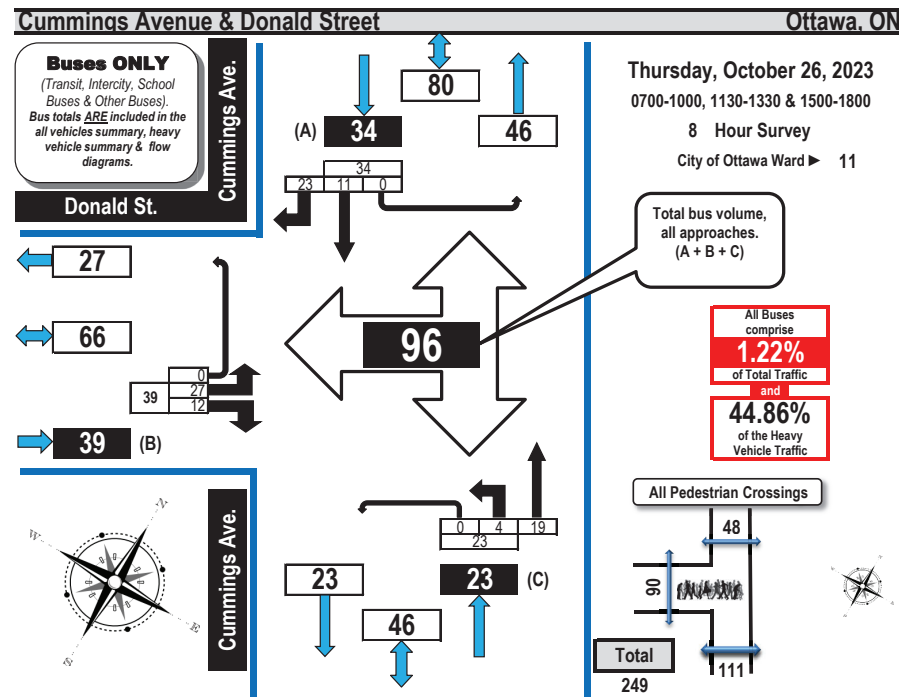 Cummings Avenue & Donald Street Ottawa, ON
Buses ONLY
(Transit, Intercity, School
Buses & Other Buses).
Bus totals ARE included in the
all vehicles summary, heavy
vehicle summary & flow
diagrams.
Cummings Ave.
Donald St.
80
(A) 34
46
34
23 11 0
Thursday, October 26, 2023
0700-1000, 1130-1330 & 1500-1800
8 Hour Survey
City of Ottawa Ward ► 11
Total bus volume,
all approaches.
(A + B + C)
27
66
0
39 27
12
39 (B)
96
All Buses
comprise
1.22%
of Total Traffic
and
44.86%
of the Heavy
Vehicle Traffic
N
W
E
S
Cummings Ave.
0 4 19
23
23
23 (C)
46
All Pedestrian Crossings
48
90
111
Total
249